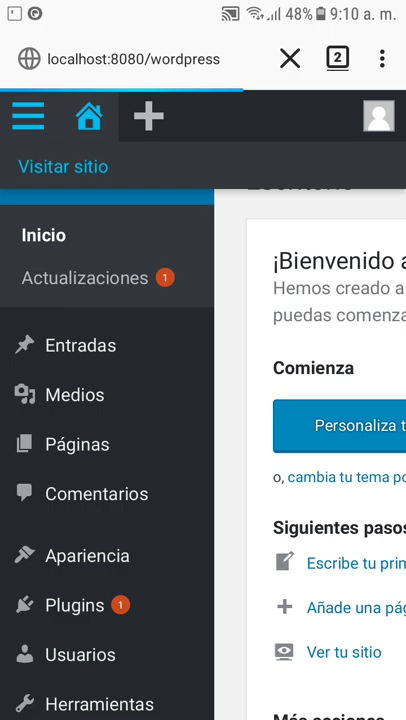 48% 9:10 a. m.
localhost:8080/wordpress
2
Visitar sitio
Inicio
Actualizaciones 1
Entradas
Medios
Páginas
Comentarios
Apariencia
Plugins 1
Usuarios
Herramientas
¡Bienvenido a
Hemos creado a
puedas comenza
Comienza
Personaliza t
o, cambia tu tema po
Siguientes pasos
Escribe tu prim
Añade una pág
Ver tu sitio